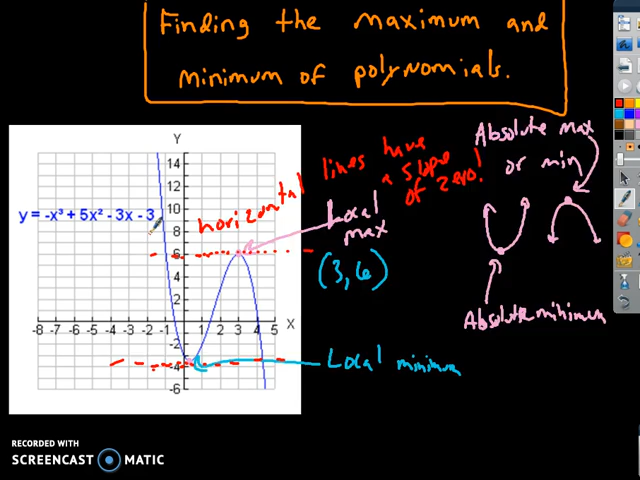 Finding the maximum and
minimum of polynomials.
Y
14
12
10
8
6
4
2
-2
-4
-6
-8 -7 -6 -5 -4 -3 -2 -1 1 2 3 4 5
X
y = -x³ + 5x² - 3x - 3
horizontal lines have
a slope
of zero!
Local
max
(3, 6)
Local minimum
Absolute max
or min
Absolute minimum
RECORDED WITH
SCREENCAST MATIC